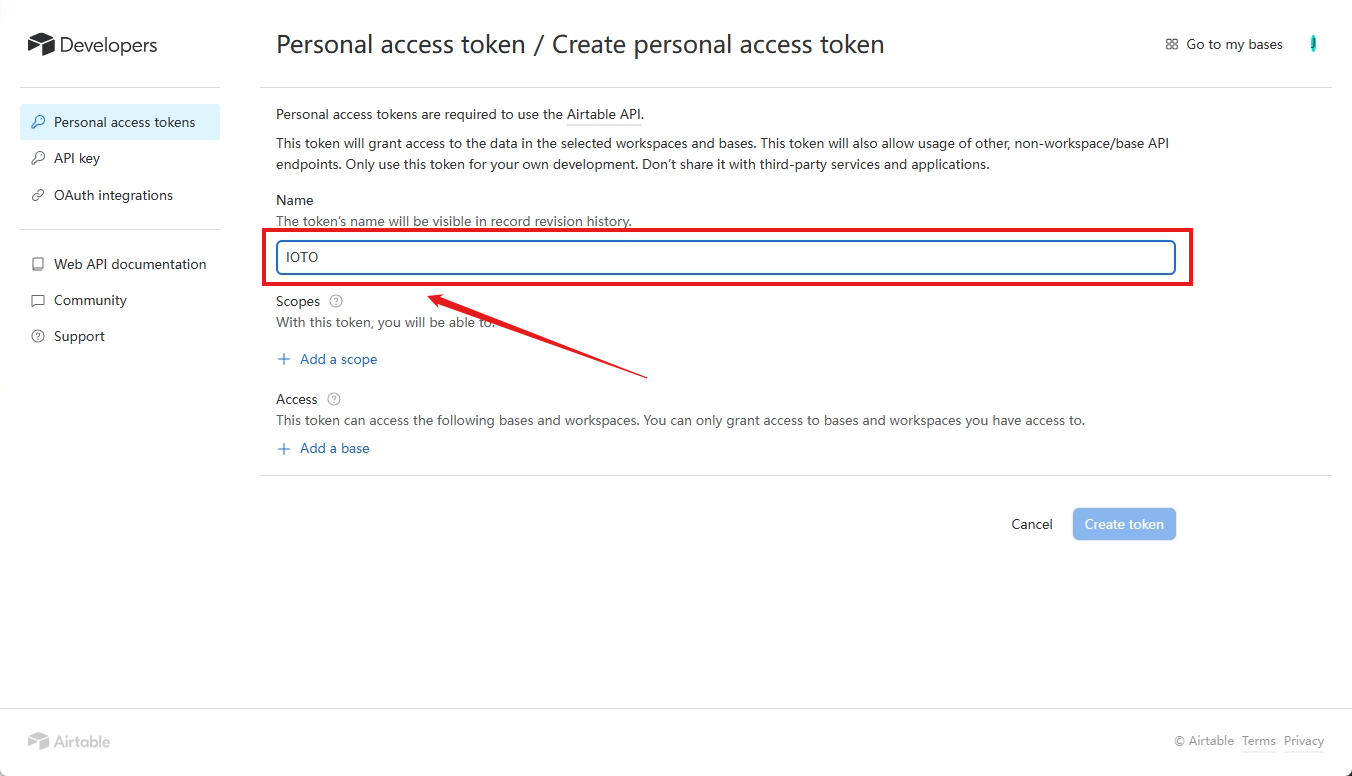 Developers
Personal access token / Create personal access token
Go to my bases
J
Personal access tokens
API key
OAuth integrations
Web API documentation
Community
Support
Personal access tokens are required to use the Airtable API.
This token will grant access to the data in the selected workspaces and bases. This token will also allow usage of other, non-workspace/base API
endpoints. Only use this token for your own development. Don’t share it with third-party services and applications.
Name
The token’s name will be visible in record revision history.
IOTO
Scopes ?
With this token, you will be able to:
+ Add a scope
Access ?
This token can access the following bases and workspaces. You can only grant access to bases and workspaces you have access to.
+ Add a base
Cancel
Create token
Airtable
© Airtable Terms Privacy